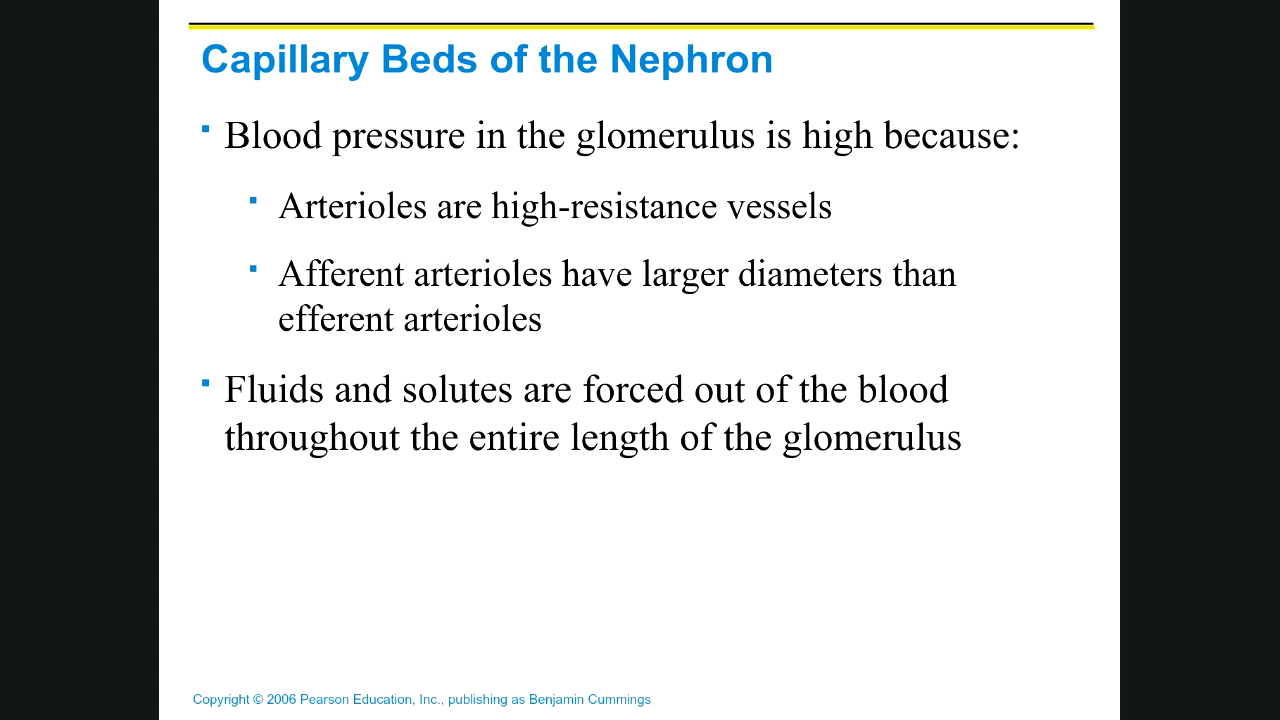 Capillary Beds of the Nephron
▪ Blood pressure in the glomerulus is high because:
▪ Arterioles are high-resistance vessels
▪ Afferent arterioles have larger diameters than
efferent arterioles
▪ Fluids and solutes are forced out of the blood
throughout the entire length of the glomerulus
Copyright © 2006 Pearson Education, Inc., publishing as Benjamin Cummings